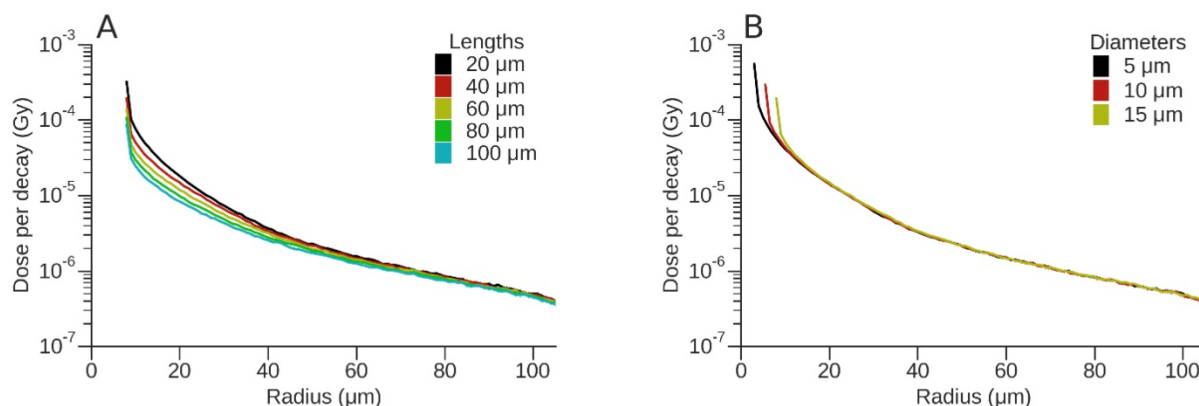 A
Dose per decay (Gy)
10⁻³
10⁻⁴
10⁻⁵
10⁻⁶
10⁻⁷
0 20 40 60 80 100
Radius (µm)
Lengths
20 µm
40 µm
60 µm
80 µm
100 µm
B
Dose per decay (Gy)
10⁻³
10⁻⁴
10⁻⁵
10⁻⁶
10⁻⁷
0 20 40 60 80 100
Radius (µm)
Diameters
5 µm
10 µm
15 µm